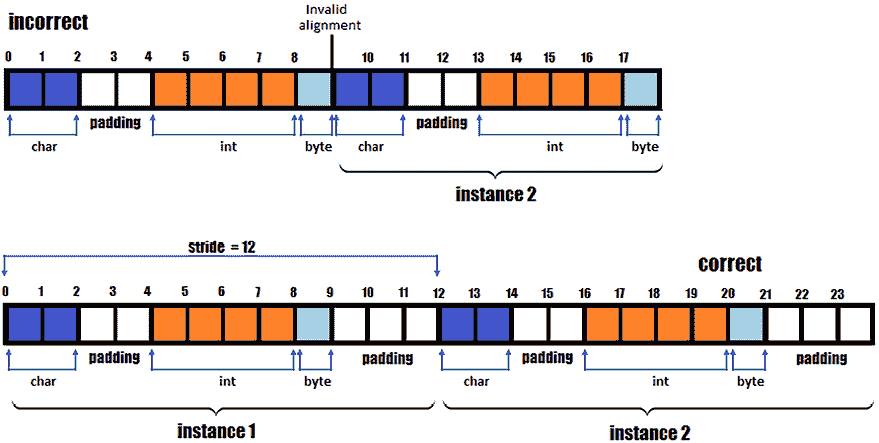 Invalid
alignment
incorrect
0 1 2 3 4 5 6 7 8 10 11 12 13 14 15 16 17
char padding int byte char padding int byte
instance 2
stride = 12
correct
0 1 2 3 4 5 6 7 8 9 10 11 12 13 14 15 16 17 18 19 20 21 22 23
char padding int byte padding char padding int byte padding
instance 1 instance 2